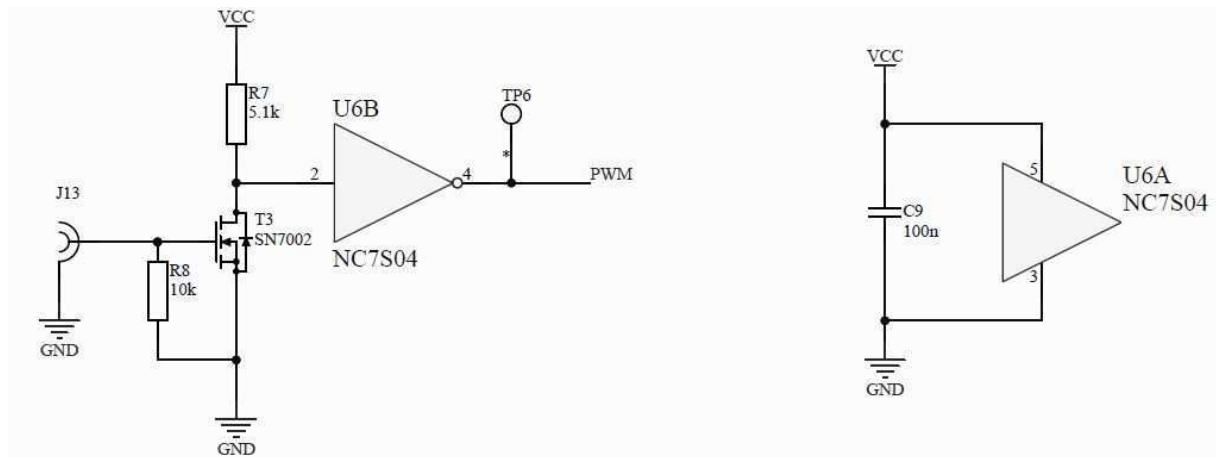 VCC
R7
5.1k
U6B
TP6
*
2
4
PWM
NC7S04
J13
T3
SN7002
R8
10k
GND
GND
VCC
5
U6A
NC7S04
C9
100n
3
GND